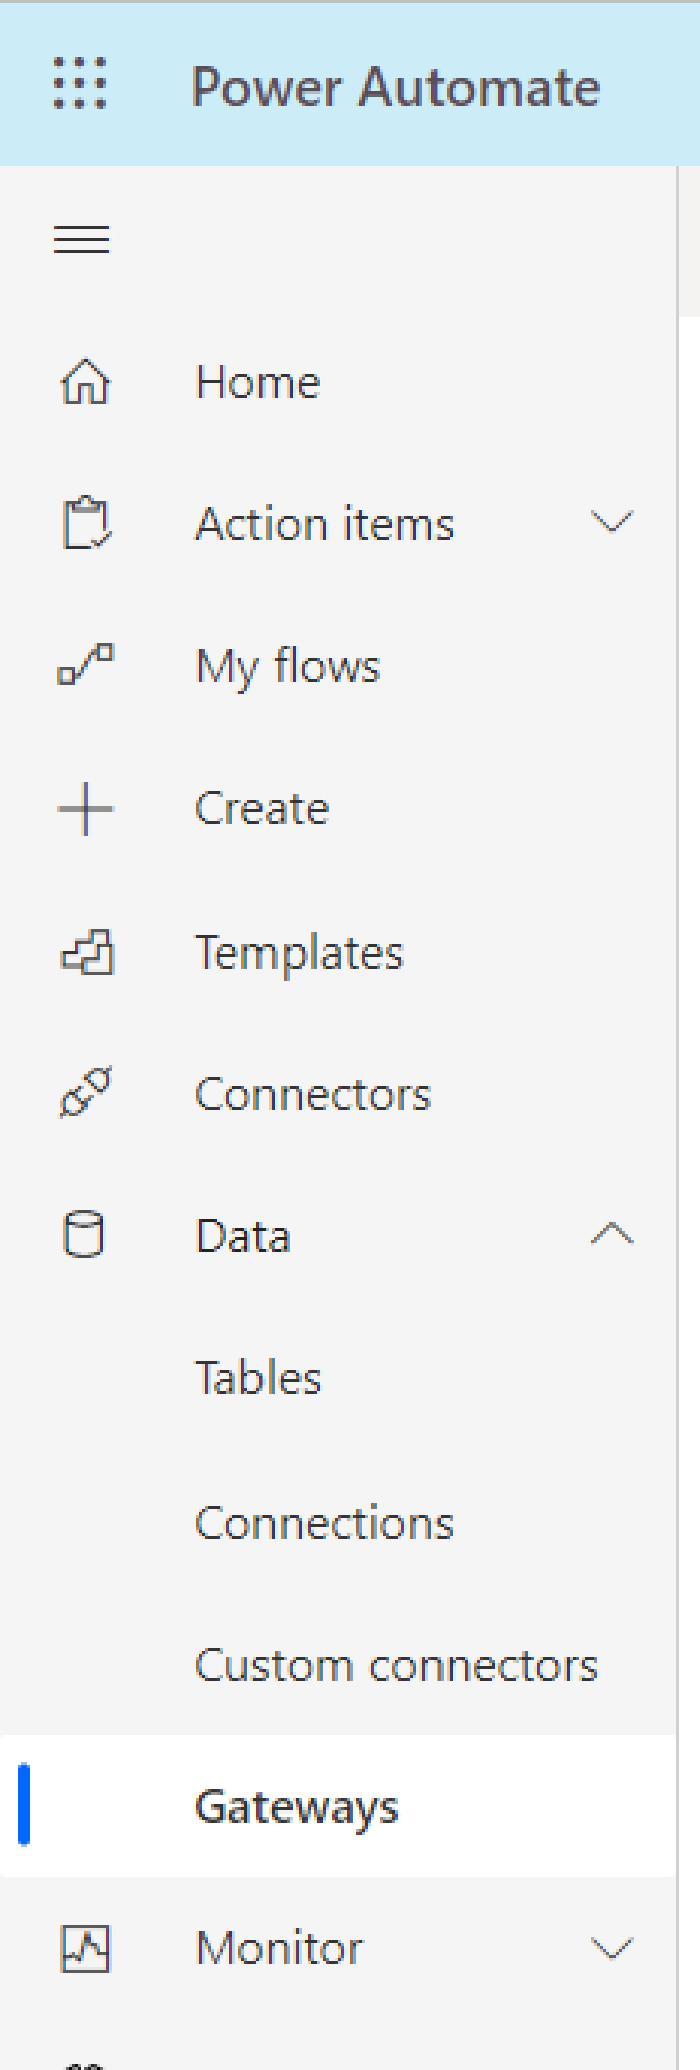 Power Automate
Home
Action items
My flows
Create
Templates
Connectors
Data
Tables
Connections
Custom connectors
Gateways
Monitor